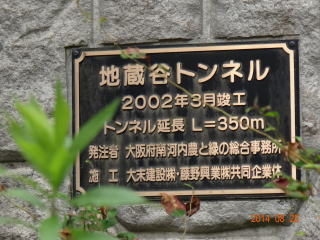 地蔵谷トンネル
2002年3月竣工
トンネル延長 L=350m
発注者 大阪府南河内農と緑の総合事務所
施工 大末建設㈱・藤野興業㈱共同企業体
2014 08 28